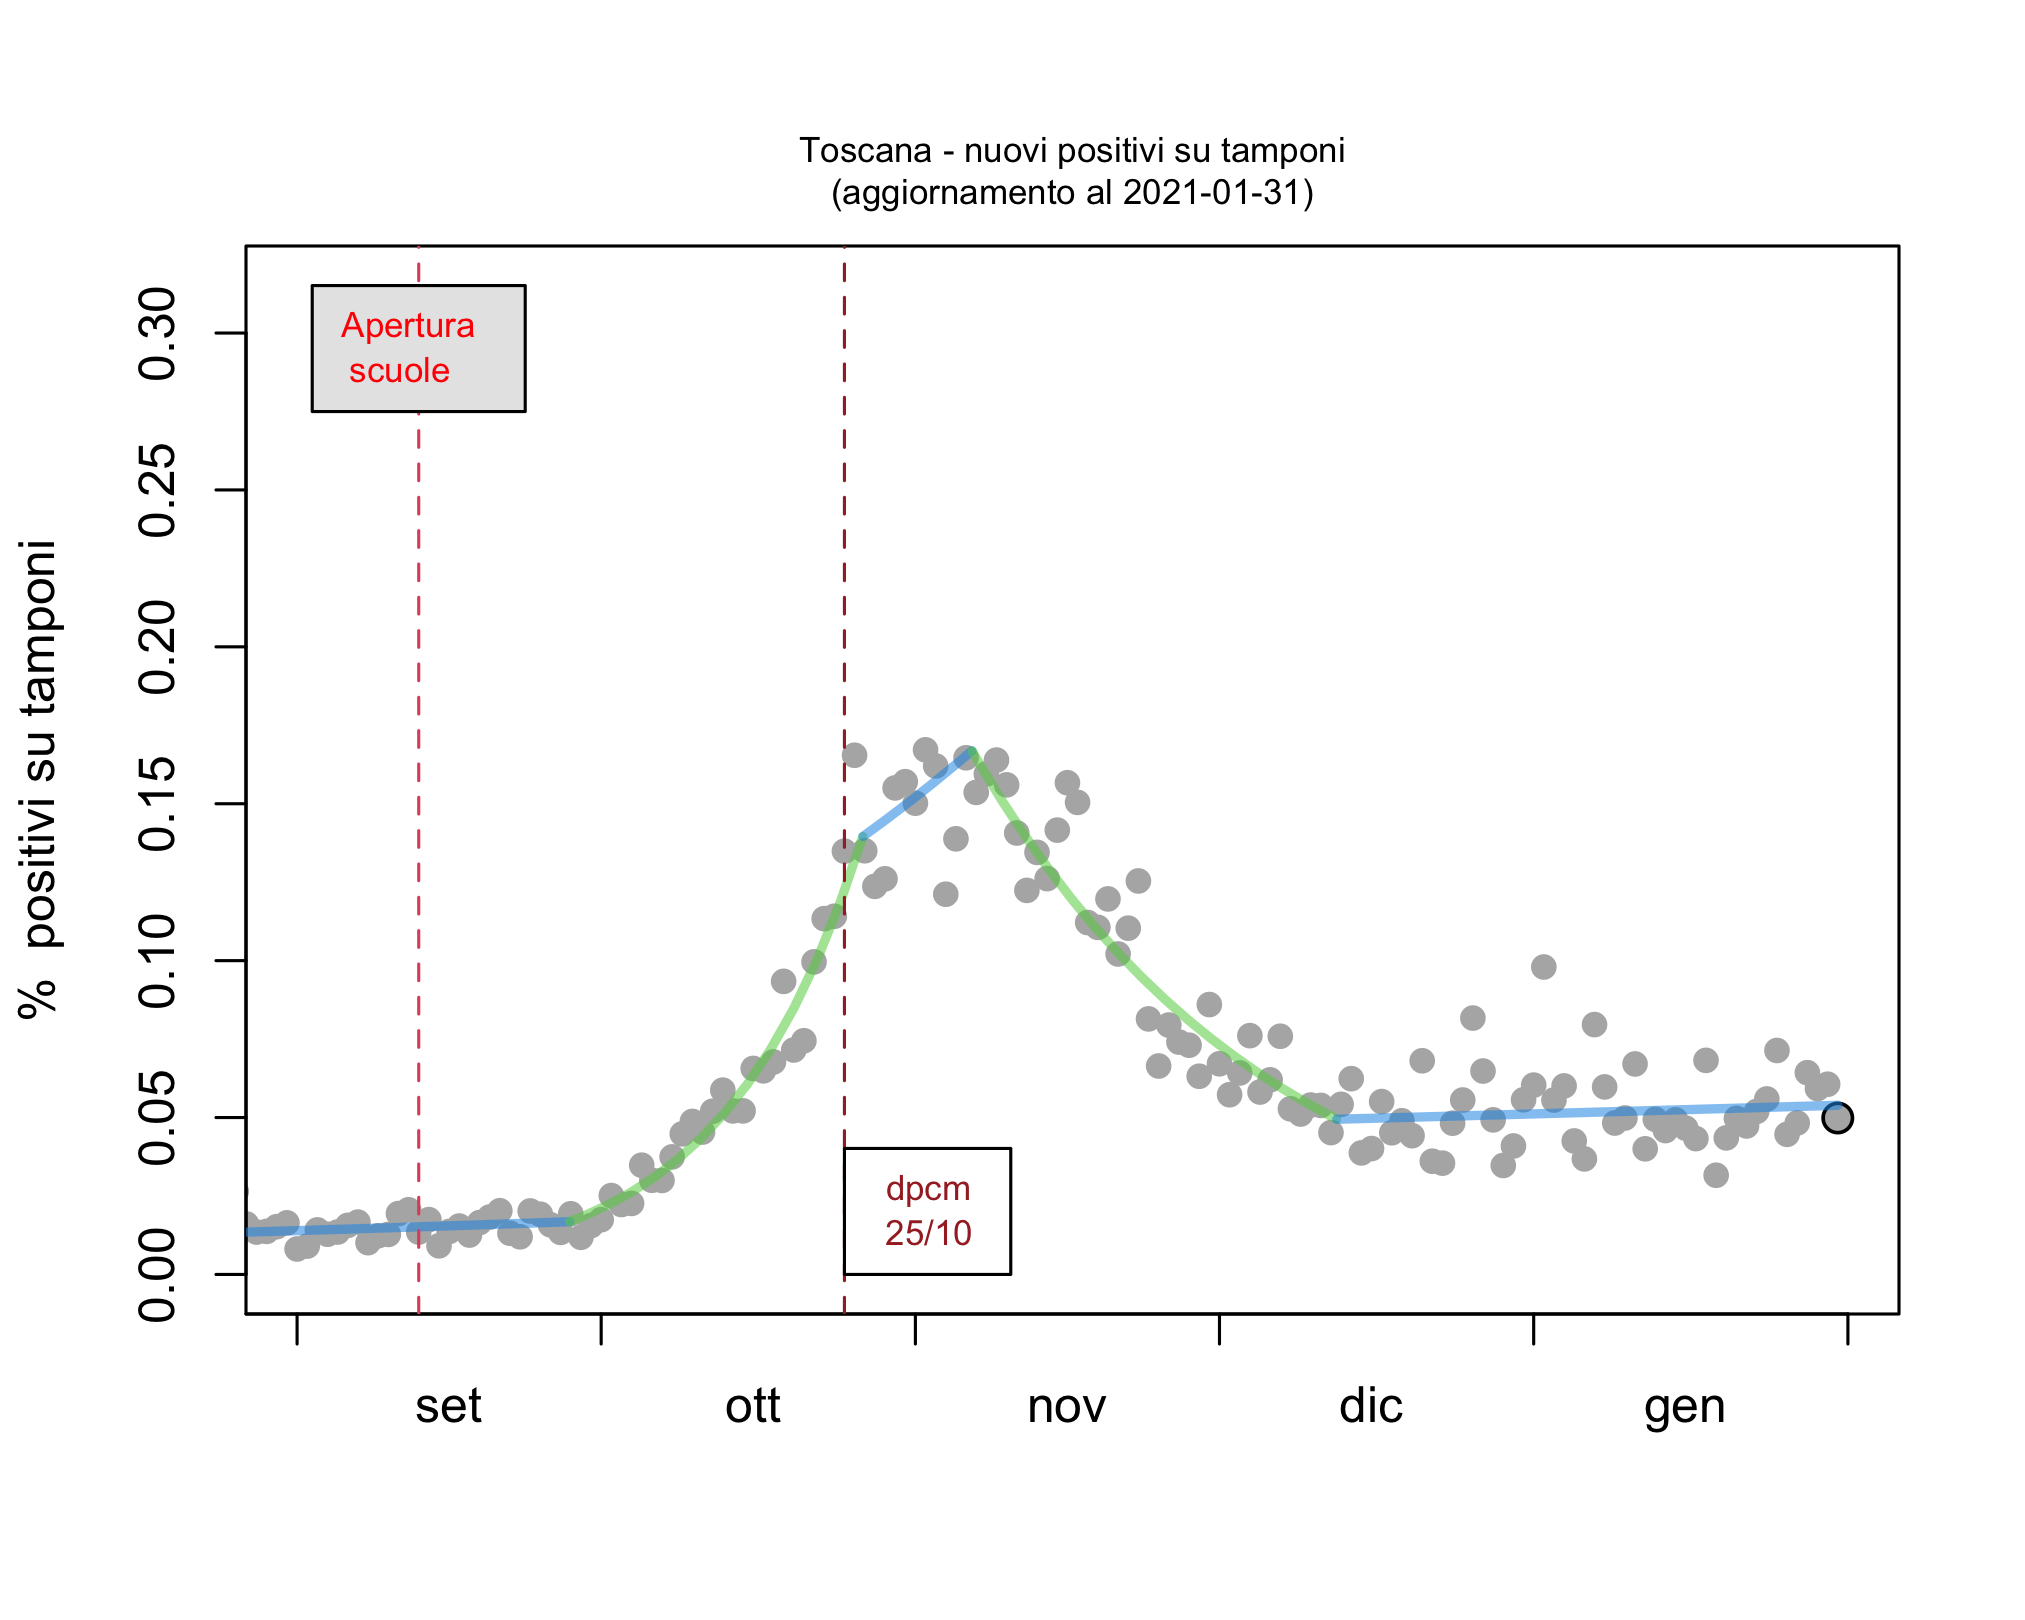 Toscana - nuovi positivi su tamponi
(aggiornamento al 2021-01-31)
% positivi su tamponi
0.30
0.25
0.20
0.15
0.10
0.05
0.00
Apertura
scuole
dpcm
25/10
set
ott
nov
dic
gen